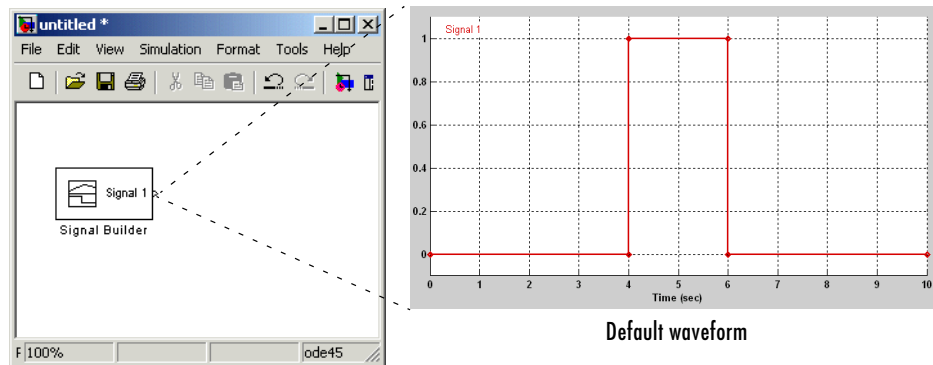 untitled *
File Edit View Simulation Format Tools Help
Signal 1
Signal Builder
F 100%
ode45
Signal 1
1
0.8
0.6
0.4
0.2
0
0 1 2 3 4 5 6 7 8 9 10
Time (sec)
Default waveform